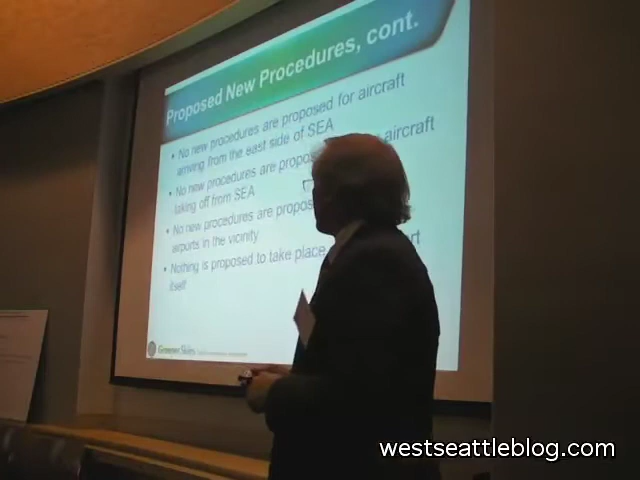 Proposed New Procedures, cont.
• No new procedures are proposed for aircraft
arriving from the east side of SEA
• No new procedures are propos aircraft
taking off from SEA
• No new procedures are propos
airports in the vicinity
• Nothing is proposed to take place
itself
Greener Skies
westseattleblog.com